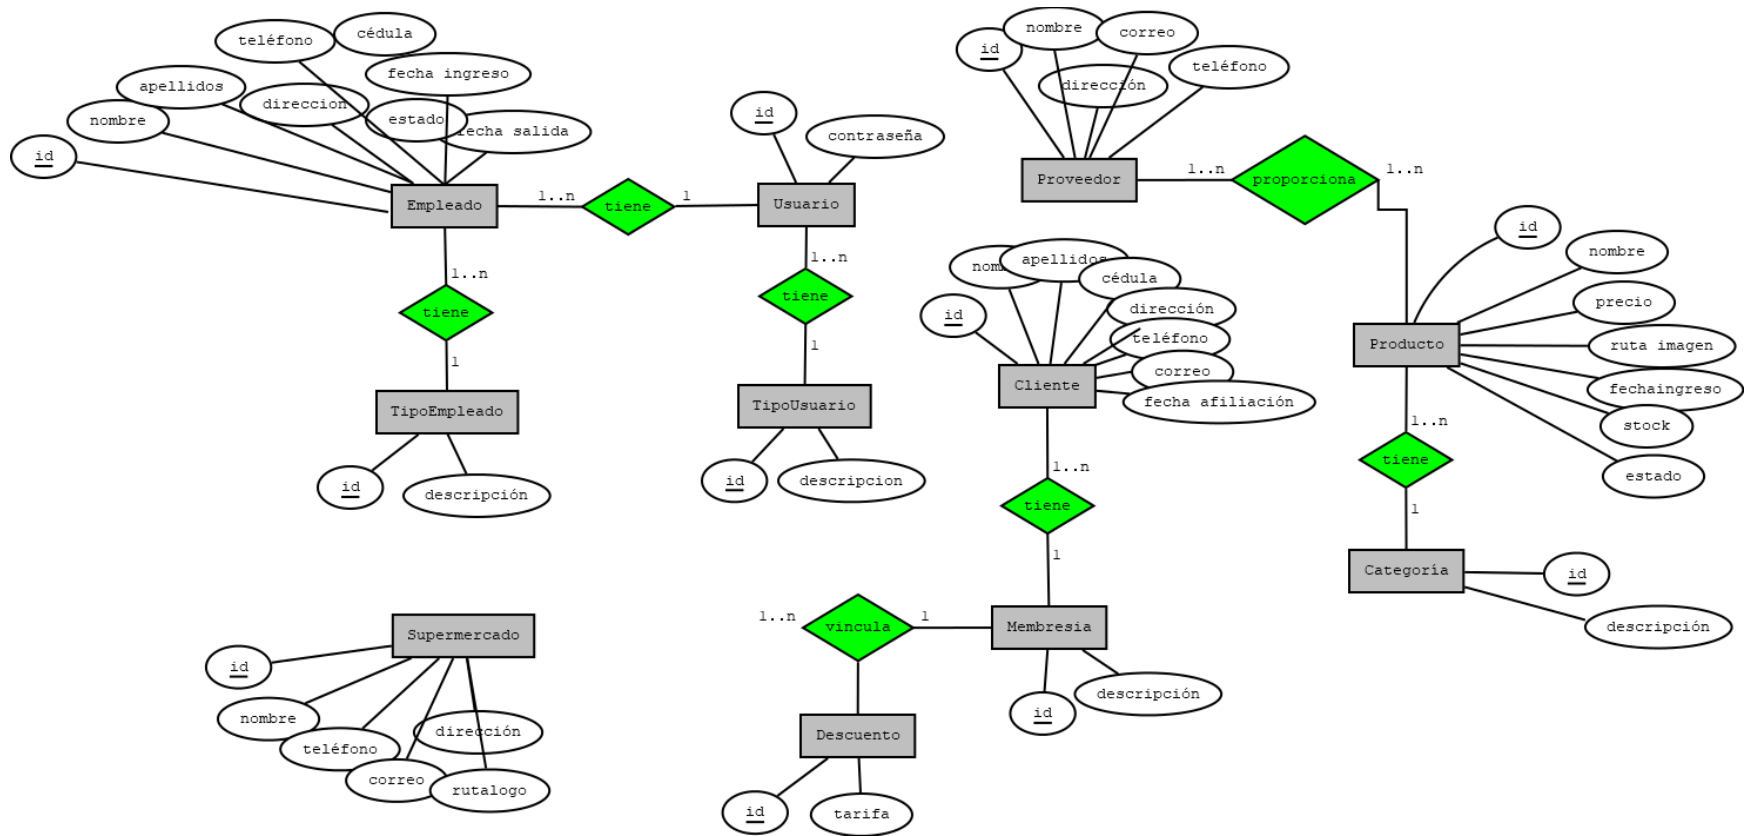 teléfono
cédula
fecha ingreso
apellidos
direccion
estado
fecha salida
nombre
id
Empleado
1..n
tiene
1
id
contraseña
Usuario
1..n
tiene
1
TipoEmpleado
id
descripción
1..n
tiene
1
TipoUsuario
id
descripcion
id
nombre
correo
dirección
teléfono
Proveedor
1..n
proporciona
1..n
id
nombre
precio
ruta imagen
fechaingreso
stock
estado
Producto
1..n
tiene
1
Categoría
id
descripción
nombre
apellidos
cédula
dirección
teléfono
correo
fecha afiliación
id
Cliente
1..n
tiene
1
Membresia
id
descripción
1..n
vincula
1
Descuento
id
tarifa
Supermercado
id
nombre
teléfono
correo
dirección
rutalogo